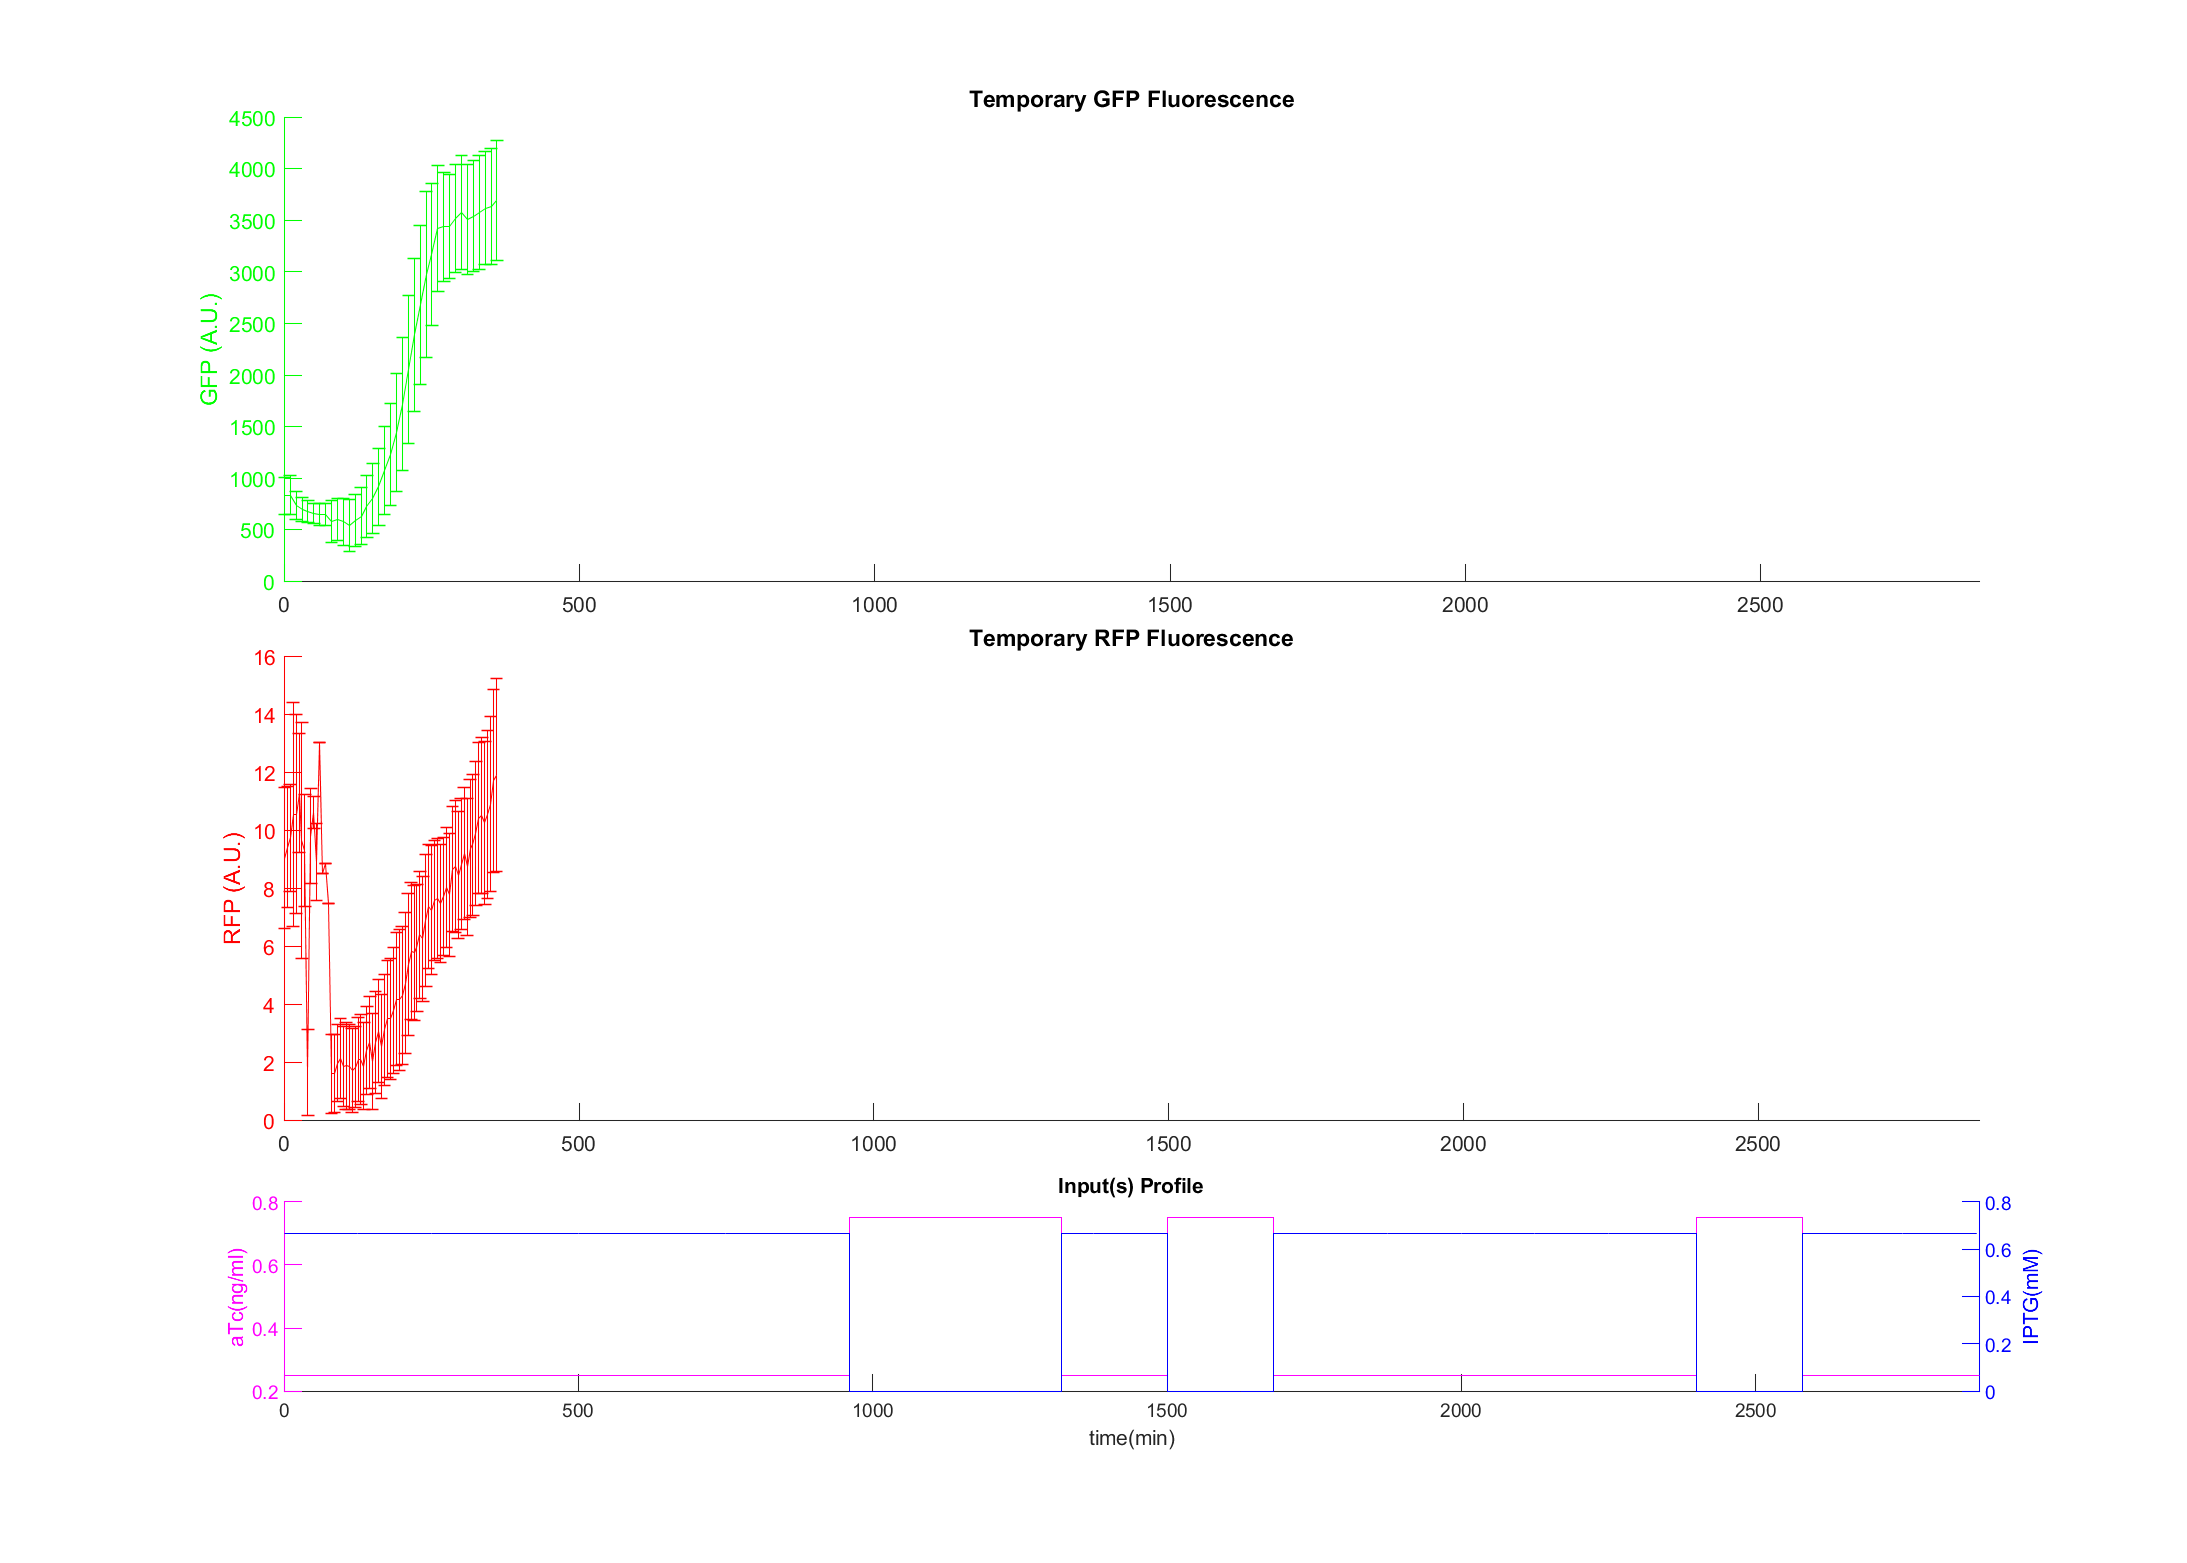 Temporary GFP Fluorescence
4500
4000
3500
3000
2500
2000
1500
1000
500
0
GFP (A.U.)
0 500 1000 1500 2000 2500
Temporary RFP Fluorescence
16
14
12
10
8
6
4
2
0
RFP (A.U.)
0 500 1000 1500 2000 2500
Input(s) Profile
0.8
0.6
0.4
0.2
aTc(ng/ml)
0.8
0.6
0.4
0.2
0
IPTG(mM)
0 500 1000 1500 2000 2500
time(min)